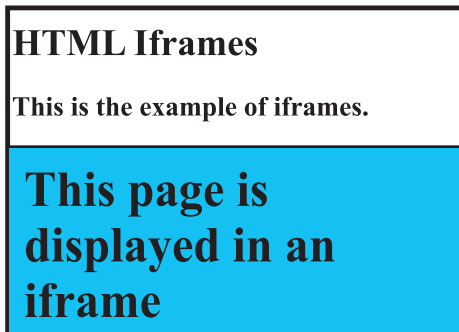 HTML Iframes
This is the example of iframes.
This page is
displayed in an
iframe